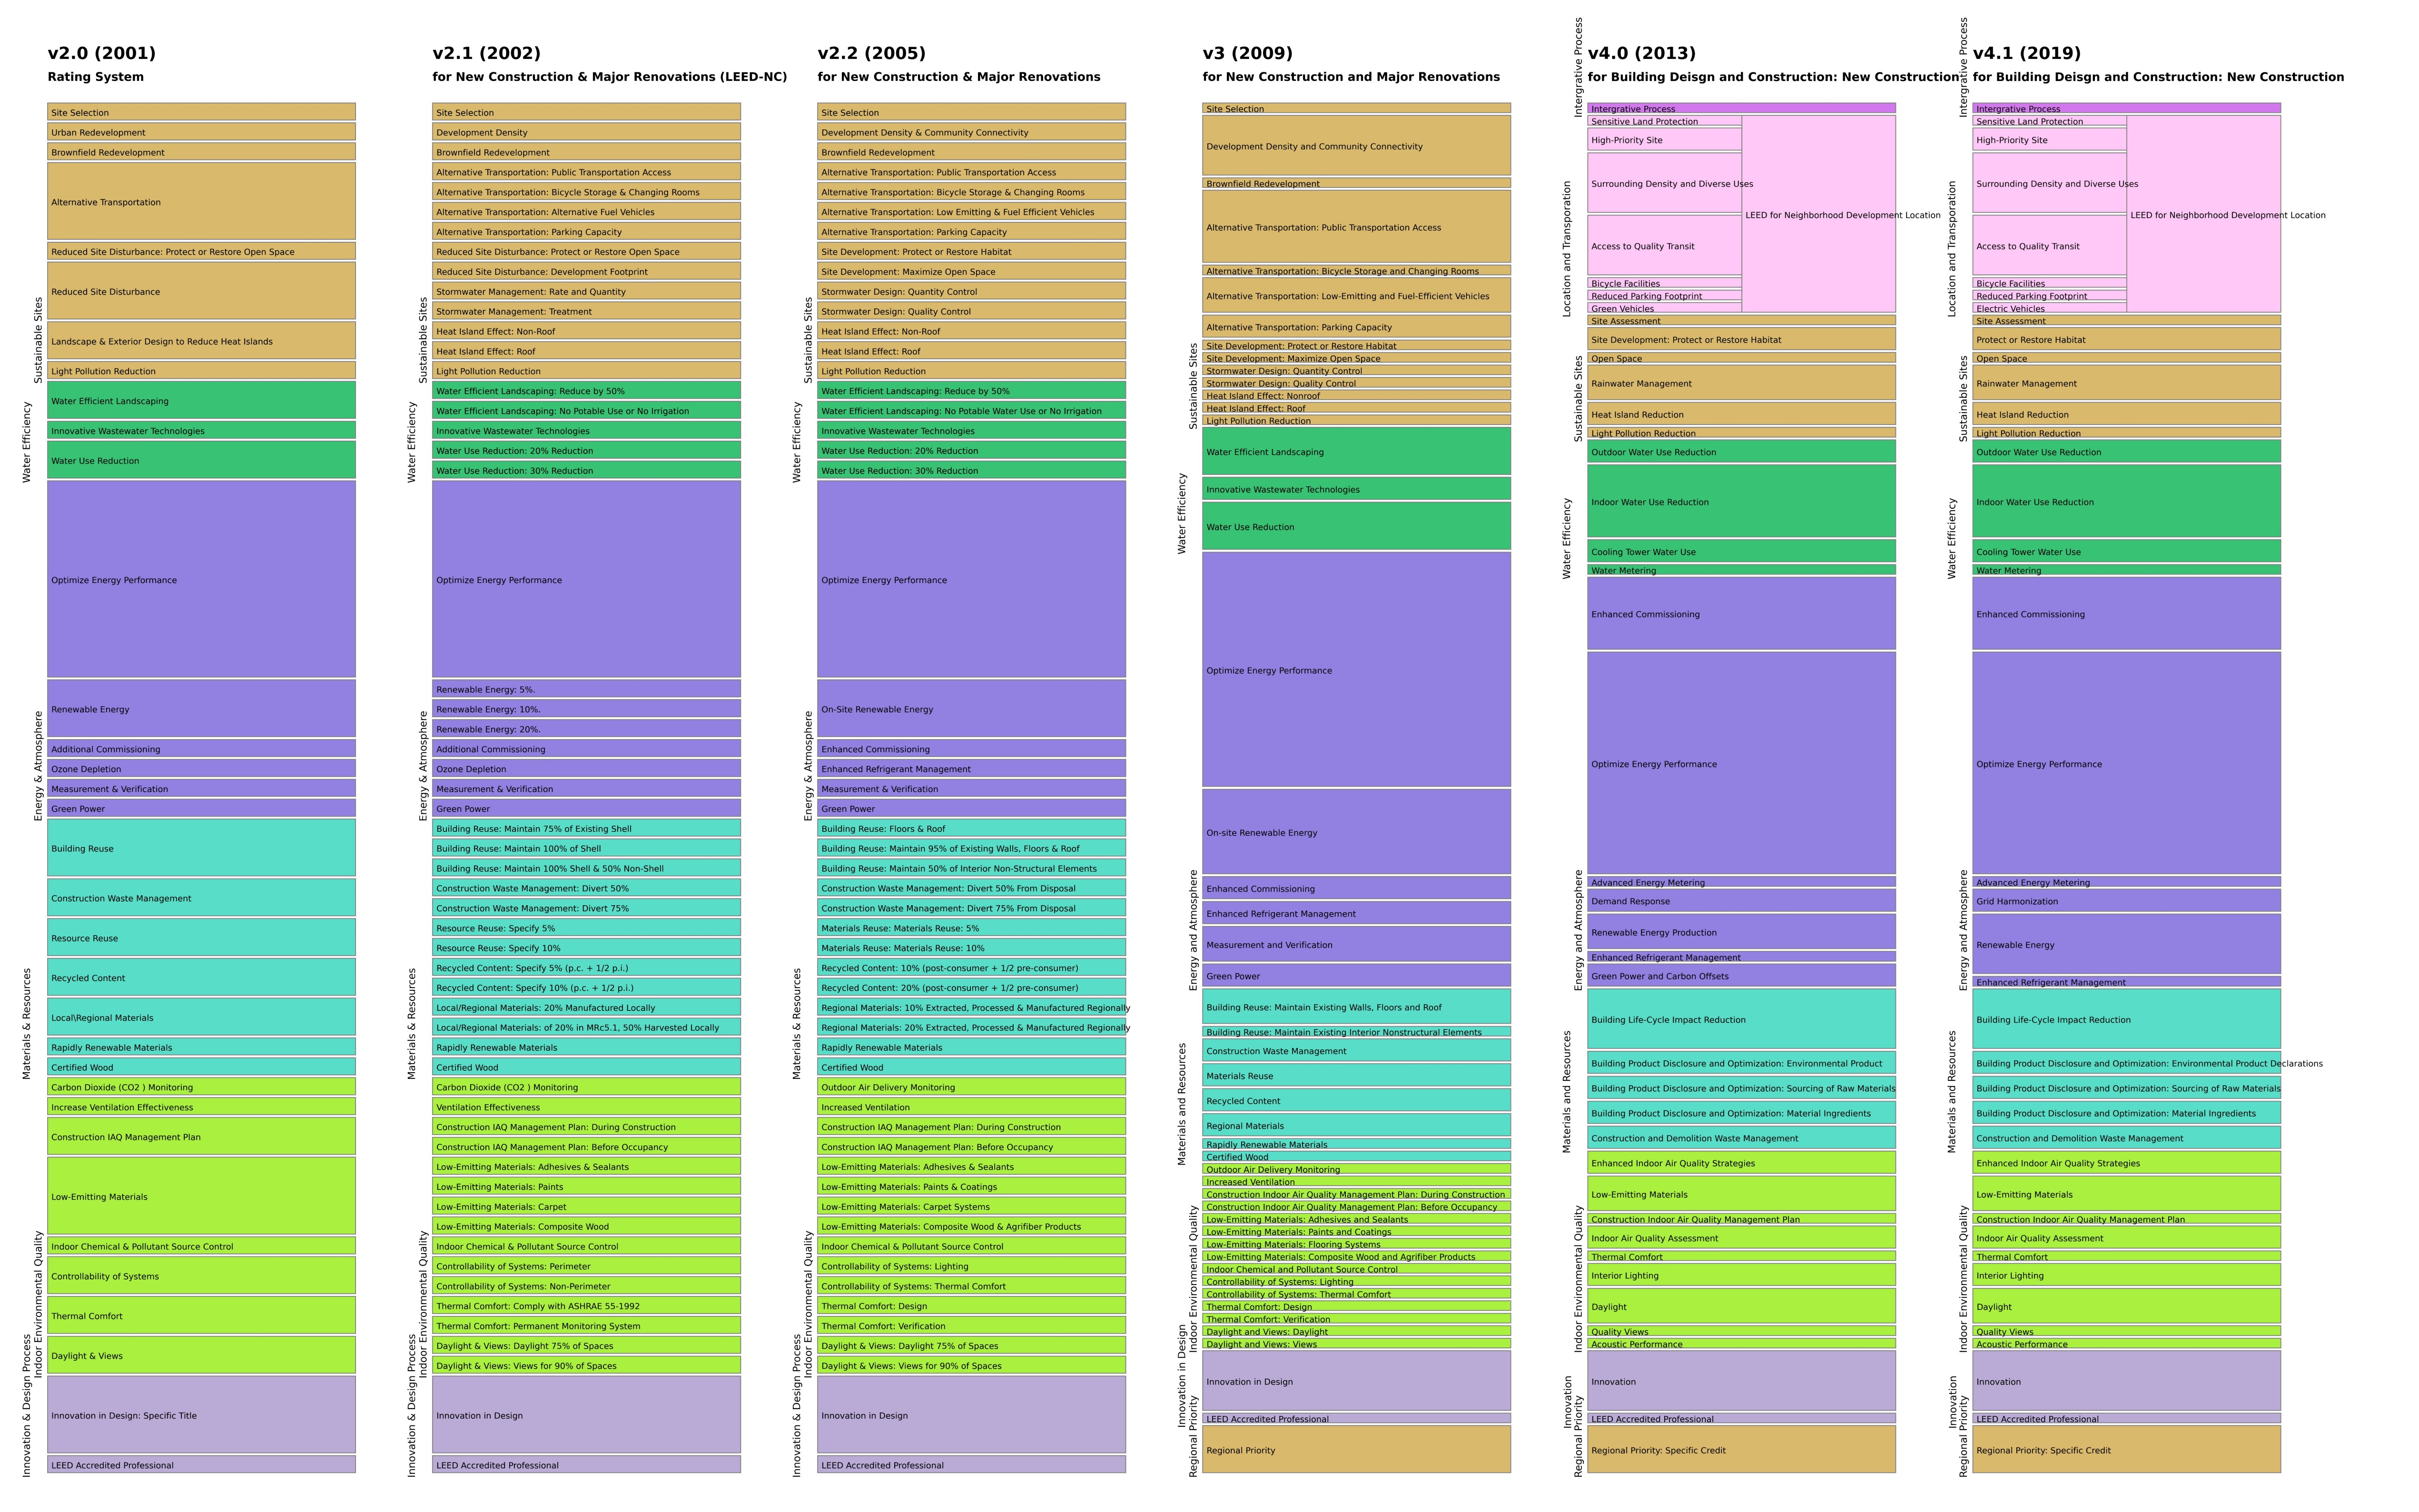 v2.0 (2001)
Rating System
Sustainable Sites
Site Selection
Urban Redevelopment
Brownfield Redevelopment
Alternative Transportation
Reduced Site Disturbance: Protect or Restore Open Space
Reduced Site Disturbance
Landscape & Exterior Design to Reduce Heat Islands
Light Pollution Reduction
Water Efficiency
Water Efficient Landscaping
Innovative Wastewater Technologies
Water Use Reduction
Energy & Atmosphere
Optimize Energy Performance
Renewable Energy
Additional Commissioning
Ozone Depletion
Measurement & Verification
Green Power
Materials & Resources
Building Reuse
Construction Waste Management
Resource Reuse
Recycled Content
Local\Regional Materials
Rapidly Renewable Materials
Certified Wood
Indoor Environmental Quality
Carbon Dioxide (CO2 ) Monitoring
Increase Ventilation Effectiveness
Construction IAQ Management Plan
Low-Emitting Materials
Indoor Chemical & Pollutant Source Control
Controllability of Systems
Thermal Comfort
Daylight & Views
Innovation & Design Process
Innovation in Design: Specific Title
LEED Accredited Professional
v2.1 (2002)
for New Construction & Major Renovations (LEED-NC)
Sustainable Sites
Site Selection
Development Density
Brownfield Redevelopment
Alternative Transportation: Public Transportation Access
Alternative Transportation: Bicycle Storage & Changing Rooms
Alternative Transportation: Alternative Fuel Vehicles
Alternative Transportation: Parking Capacity
Reduced Site Disturbance: Protect or Restore Open Space
Reduced Site Disturbance: Development Footprint
Stormwater Management: Rate and Quantity
Stormwater Management: Treatment
Heat Island Effect: Non-Roof
Heat Island Effect: Roof
Light Pollution Reduction
Water Efficiency
Water Efficient Landscaping: Reduce by 50%
Water Efficient Landscaping: No Potable Use or No Irrigation
Innovative Wastewater Technologies
Water Use Reduction: 20% Reduction
Water Use Reduction: 30% Reduction
Energy & Atmosphere
Optimize Energy Performance
Renewable Energy: 5%.
Renewable Energy: 10%.
Renewable Energy: 20%.
Additional Commissioning
Ozone Depletion
Measurement & Verification
Green Power
Materials & Resources
Building Reuse: Maintain 75% of Existing Shell
Building Reuse: Maintain 100% of Shell
Building Reuse: Maintain 100% Shell & 50% Non-Shell
Construction Waste Management: Divert 50%
Construction Waste Management: Divert 75%
Resource Reuse: Specify 5%
Resource Reuse: Specify 10%
Recycled Content: Specify 5% (p.c. + 1/2 p.i.)
Recycled Content: Specify 10% (p.c. + 1/2 p.i.)
Local/Regional Materials: 20% Manufactured Locally
Local/Regional Materials: of 20% in MRc5.1, 50% Harvested Locally
Rapidly Renewable Materials
Certified Wood
Indoor Environmental Quality
Carbon Dioxide (CO2 ) Monitoring
Ventilation Effectiveness
Construction IAQ Management Plan: During Construction
Construction IAQ Management Plan: Before Occupancy
Low-Emitting Materials: Adhesives & Sealants
Low-Emitting Materials: Paints
Low-Emitting Materials: Carpet
Low-Emitting Materials: Composite Wood
Indoor Chemical & Pollutant Source Control
Controllability of Systems: Perimeter
Controllability of Systems: Non-Perimeter
Thermal Comfort: Comply with ASHRAE 55-1992
Thermal Comfort: Permanent Monitoring System
Daylight & Views: Daylight 75% of Spaces
Daylight & Views: Views for 90% of Spaces
Innovation & Design Process
Innovation in Design
LEED Accredited Professional
v2.2 (2005)
for New Construction & Major Renovations
Sustainable Sites
Site Selection
Development Density & Community Connectivity
Brownfield Redevelopment
Alternative Transportation: Public Transportation Access
Alternative Transportation: Bicycle Storage & Changing Rooms
Alternative Transportation: Low Emitting & Fuel Efficient Vehicles
Alternative Transportation: Parking Capacity
Site Development: Protect or Restore Habitat
Site Development: Maximize Open Space
Stormwater Design: Quantity Control
Stormwater Design: Quality Control
Heat Island Effect: Non-Roof
Heat Island Effect: Roof
Light Pollution Reduction
Water Efficiency
Water Efficient Landscaping: Reduce by 50%
Water Efficient Landscaping: No Potable Water Use or No Irrigation
Innovative Wastewater Technologies
Water Use Reduction: 20% Reduction
Water Use Reduction: 30% Reduction
Energy & Atmosphere
Optimize Energy Performance
On-Site Renewable Energy
Enhanced Commissioning
Enhanced Refrigerant Management
Measurement & Verification
Green Power
Materials & Resources
Building Reuse: Floors & Roof
Building Reuse: Maintain 95% of Existing Walls, Floors & Roof
Building Reuse: Maintain 50% of Interior Non-Structural Elements
Construction Waste Management: Divert 50% From Disposal
Construction Waste Management: Divert 75% From Disposal
Materials Reuse: Materials Reuse: 5%
Materials Reuse: Materials Reuse: 10%
Recycled Content: 10% (post-consumer + 1/2 pre-consumer)
Recycled Content: 20% (post-consumer + 1/2 pre-consumer)
Regional Materials: 10% Extracted, Processed & Manufactured Regionally
Regional Materials: 20% Extracted, Processed & Manufactured Regionally
Rapidly Renewable Materials
Certified Wood
Indoor Environmental Quality
Outdoor Air Delivery Monitoring
Increased Ventilation
Construction IAQ Management Plan: During Construction
Construction IAQ Management Plan: Before Occupancy
Low-Emitting Materials: Adhesives & Sealants
Low-Emitting Materials: Paints & Coatings
Low-Emitting Materials: Carpet Systems
Low-Emitting Materials: Composite Wood & Agrifiber Products
Indoor Chemical & Pollutant Source Control
Controllability of Systems: Lighting
Controllability of Systems: Thermal Comfort
Thermal Comfort: Design
Thermal Comfort: Verification
Daylight & Views: Daylight 75% of Spaces
Daylight & Views: Views for 90% of Spaces
Innovation & Design Process
Innovation in Design
LEED Accredited Professional
v3 (2009)
for New Construction and Major Renovations
Sustainable Sites
Site Selection
Development Density and Community Connectivity
Brownfield Redevelopment
Alternative Transportation: Public Transportation Access
Alternative Transportation: Bicycle Storage and Changing Rooms
Alternative Transportation: Low-Emitting and Fuel-Efficient Vehicles
Alternative Transportation: Parking Capacity
Site Development: Protect or Restore Habitat
Site Development: Maximize Open Space
Stormwater Design: Quantity Control
Stormwater Design: Quality Control
Heat Island Effect: Nonroof
Heat Island Effect: Roof
Light Pollution Reduction
Water Efficiency
Water Efficient Landscaping
Innovative Wastewater Technologies
Water Use Reduction
Energy and Atmosphere
Optimize Energy Performance
On-site Renewable Energy
Enhanced Commissioning
Enhanced Refrigerant Management
Measurement and Verification
Green Power
Materials and Resources
Building Reuse: Maintain Existing Walls, Floors and Roof
Building Reuse: Maintain Existing Interior Nonstructural Elements
Construction Waste Management
Materials Reuse
Recycled Content
Regional Materials
Rapidly Renewable Materials
Certified Wood
Indoor Environmental Quality
Outdoor Air Delivery Monitoring
Increased Ventilation
Construction Indoor Air Quality Management Plan: During Construction
Construction Indoor Air Quality Management Plan: Before Occupancy
Low-Emitting Materials: Adhesives and Sealants
Low-Emitting Materials: Paints and Coatings
Low-Emitting Materials: Flooring Systems
Low-Emitting Materials: Composite Wood and Agrifiber Products
Indoor Chemical and Pollutant Source Control
Controllability of Systems: Lighting
Controllability of Systems: Thermal Comfort
Thermal Comfort: Design
Thermal Comfort: Verification
Daylight and Views: Daylight
Daylight and Views: Views
Innovation in Design
Innovation in Design
LEED Accredited Professional
Regional Priority
Regional Priority
v4.0 (2013)
for Building Deisgn and Construction: New Construction
Intergrative Process
Intergrative Process
Location and Transporation
Sensitive Land Protection
High-Priority Site
Surrounding Density and Diverse Uses
Access to Quality Transit
Bicycle Facilities
Reduced Parking Footprint
Green Vehicles
LEED for Neighborhood Development Location
Sustainable Sites
Site Assessment
Site Development: Protect or Restore Habitat
Open Space
Rainwater Management
Heat Island Reduction
Light Pollution Reduction
Water Efficiency
Outdoor Water Use Reduction
Indoor Water Use Reduction
Cooling Tower Water Use
Water Metering
Energy and Atmosphere
Enhanced Commissioning
Optimize Energy Performance
Advanced Energy Metering
Demand Response
Renewable Energy Production
Enhanced Refrigerant Management
Green Power and Carbon Offsets
Materials and Resources
Building Life-Cycle Impact Reduction
Building Product Disclosure and Optimization: Environmental Product
Building Product Disclosure and Optimization: Sourcing of Raw Materials
Building Product Disclosure and Optimization: Material Ingredients
Construction and Demolition Waste Management
Indoor Environmental Quality
Enhanced Indoor Air Quality Strategies
Low-Emitting Materials
Construction Indoor Air Quality Management Plan
Indoor Air Quality Assessment
Thermal Comfort
Interior Lighting
Daylight
Quality Views
Acoustic Performance
Innovation
Innovation
LEED Accredited Professional
Regional Priority
Regional Priority: Specific Credit
v4.1 (2019)
for Building Deisgn and Construction: New Construction
Intergrative Process
Intergrative Process
Location and Transporation
Sensitive Land Protection
High-Priority Site
Surrounding Density and Diverse Uses
Access to Quality Transit
Bicycle Facilities
Reduced Parking Footprint
Electric Vehicles
LEED for Neighborhood Development Location
Sustainable Sites
Site Assessment
Protect or Restore Habitat
Open Space
Rainwater Management
Heat Island Reduction
Light Pollution Reduction
Water Efficiency
Outdoor Water Use Reduction
Indoor Water Use Reduction
Cooling Tower Water Use
Water Metering
Energy and Atmosphere
Enhanced Commissioning
Optimize Energy Performance
Advanced Energy Metering
Grid Harmonization
Renewable Energy
Enhanced Refrigerant Management
Materials and Resources
Building Life-Cycle Impact Reduction
Building Product Disclosure and Optimization: Environmental Product Declarations
Building Product Disclosure and Optimization: Sourcing of Raw Materials
Building Product Disclosure and Optimization: Material Ingredients
Construction and Demolition Waste Management
Indoor Environmental Quality
Enhanced Indoor Air Quality Strategies
Low-Emitting Materials
Construction Indoor Air Quality Management Plan
Indoor Air Quality Assessment
Thermal Comfort
Interior Lighting
Daylight
Quality Views
Acoustic Performance
Innovation
Innovation
LEED Accredited Professional
Regional Priority
Regional Priority: Specific Credit